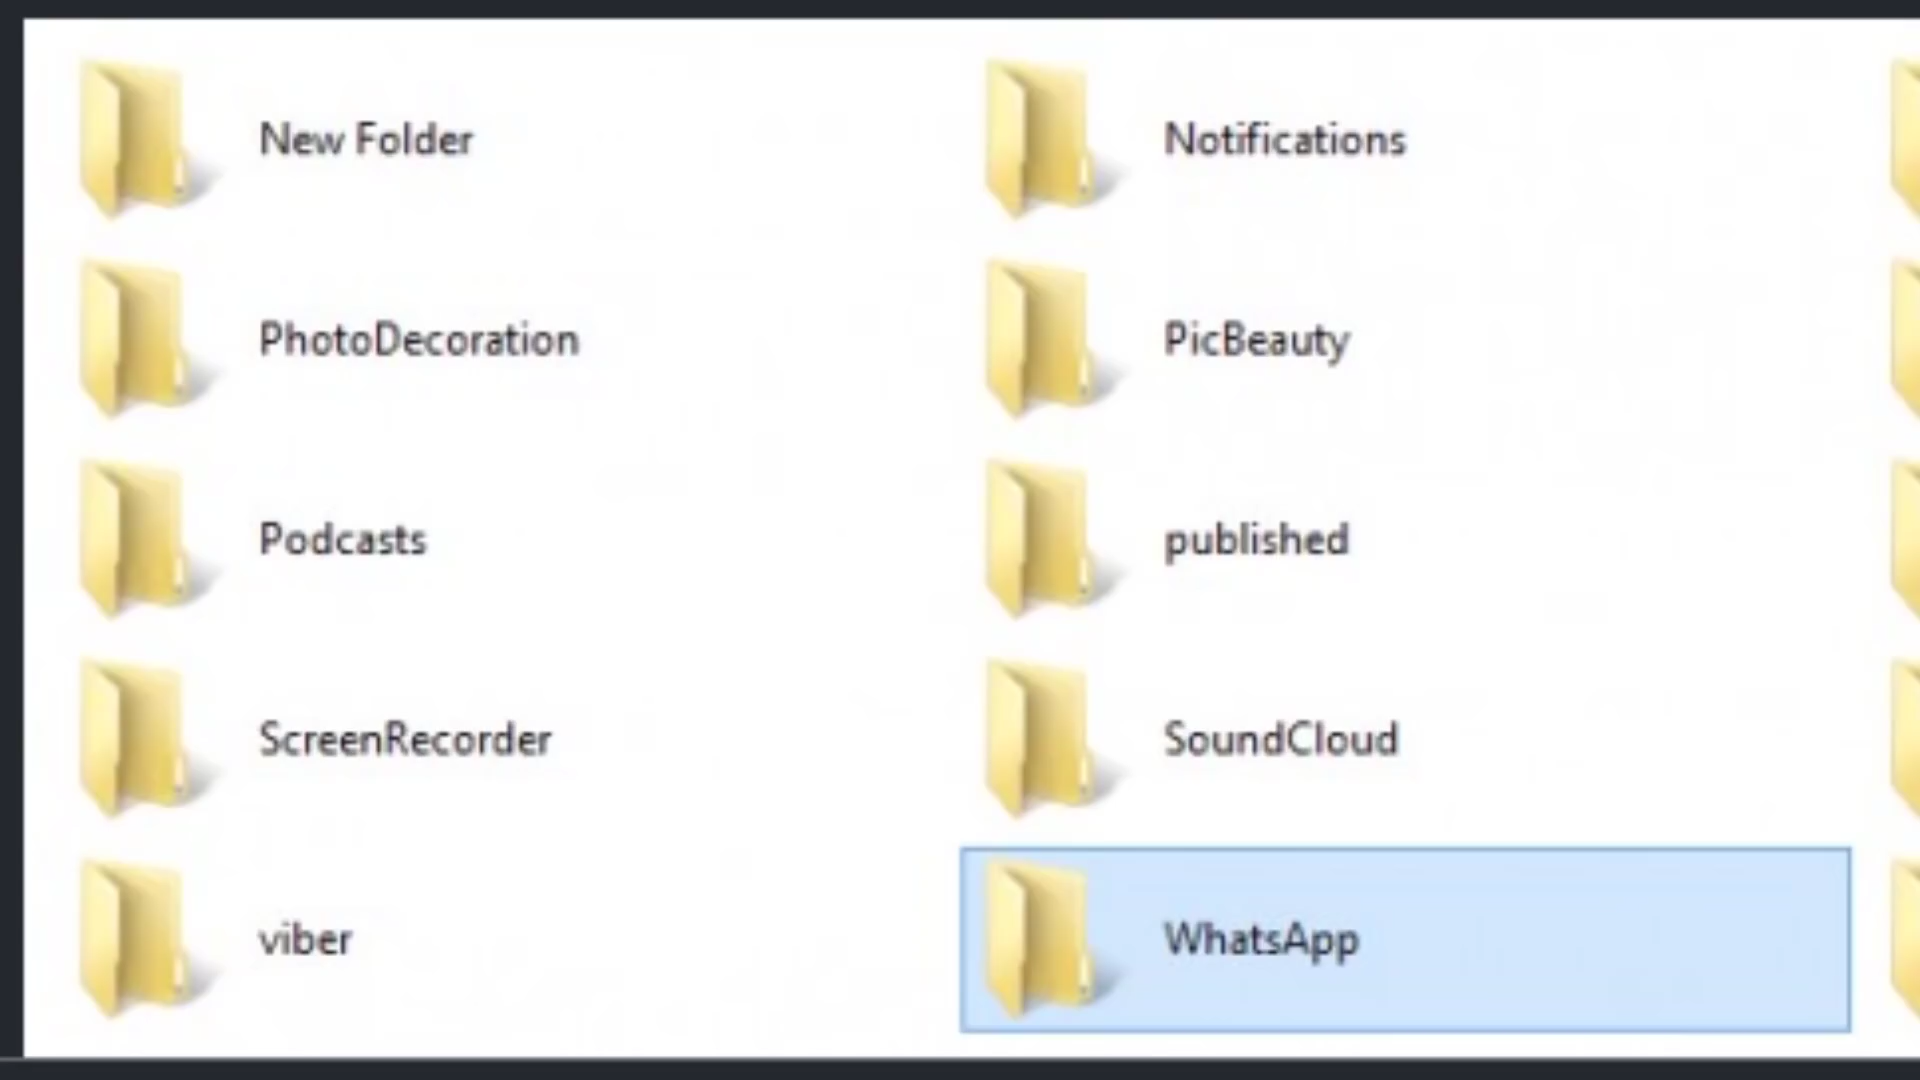 New Folder
Notifications
PhotoDecoration
PicBeauty
Podcasts
published
ScreenRecorder
SoundCloud
viber
WhatsApp